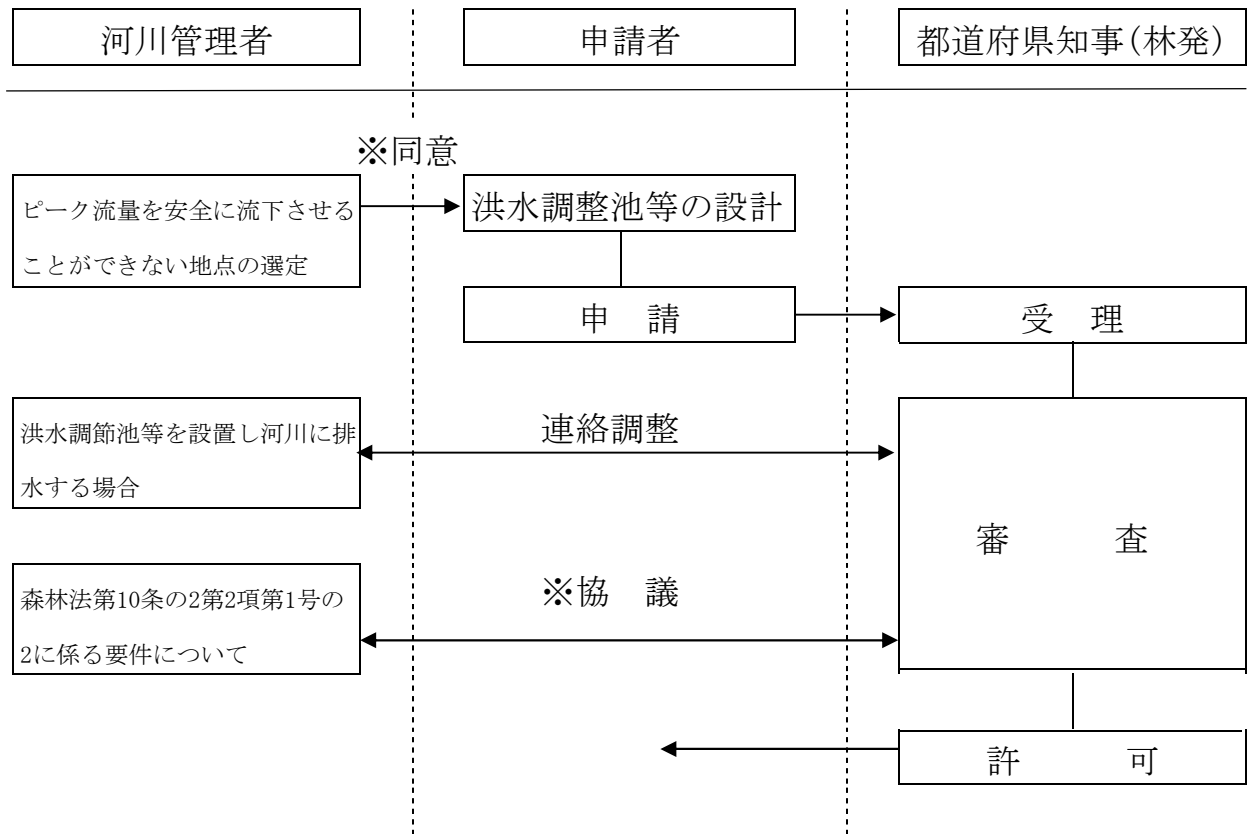 河川管理者
申請者
都道府県知事(林発)
※同意
ピーク流量を安全に流下させる
ことができない地点の選定
洪水調整池等の設計
申　請
受　理
洪水調節池等を設置し河川に排
水する場合
連絡調整
審　　査
森林法第10条の2第2項第1号の
2に係る要件について
※協　議
許　　可